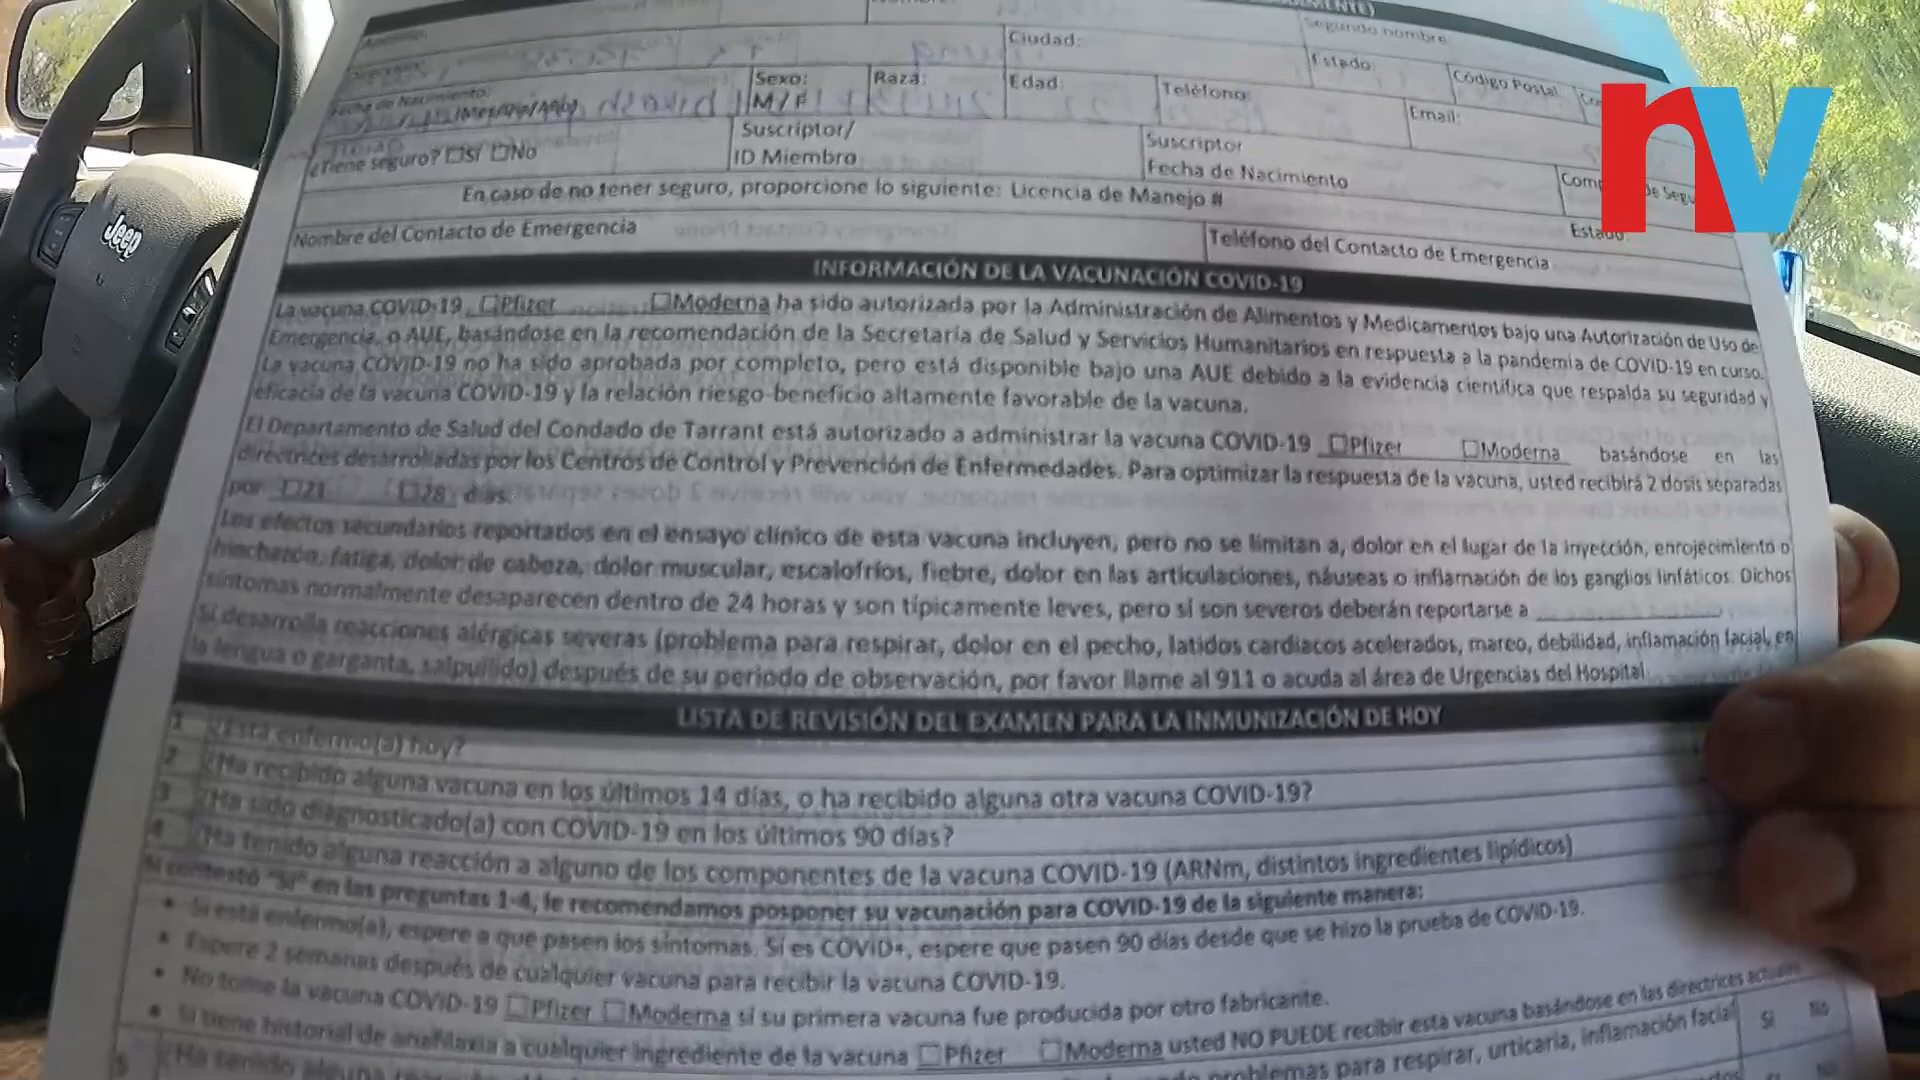 Segundo nombre
Ciudad:
Estado:
Código Postal
Fecha de Nacimiento: (Mes/Día/Año)
Sexo: M / F
Raza:
Edad:
Teléfono:
Email:
¿Tiene seguro? ☐Sí ☐No
Suscriptor/ ID Miembro
Suscriptor Fecha de Nacimiento
En caso de no tener seguro, proporcione lo siguiente: Licencia de Manejo #
Estado:
Nombre del Contacto de Emergencia
Teléfono del Contacto de Emergencia
INFORMACIÓN DE LA VACUNACIÓN COVID-19
La vacuna COVID-19 ☐Pfizer ☐Moderna ha sido autorizada por la Administración de Alimentos y Medicamentos bajo una Autorización de Uso de
Emergencia, o AUE, basándose en la recomendación de la Secretaría de Salud y Servicios Humanitarios en respuesta a la pandemia de COVID-19 en curso.
La vacuna COVID-19 no ha sido aprobada por completo, pero está disponible bajo una AUE debido a la evidencia científica que respalda su seguridad y
eficacia de la vacuna COVID-19 y la relación riesgo-beneficio altamente favorable de la vacuna.
El Departamento de Salud del Condado de Tarrant está autorizado a administrar la vacuna COVID-19 ☐Pfizer ☐Moderna basándose en las
directrices desarrolladas por los Centros de Control y Prevención de Enfermedades. Para optimizar la respuesta de la vacuna, usted recibirá 2 dosis separadas
por ☐21 ☐28 días.
Los efectos secundarios reportados en el ensayo clínico de esta vacuna incluyen, pero no se limitan a, dolor en el lugar de la inyección, enrojecimiento o
hinchazón, fatiga, dolor de cabeza, dolor muscular, escalofríos, fiebre, dolor en las articulaciones, náuseas o inflamación de los ganglios linfáticos. Dichos
síntomas normalmente desaparecen dentro de 24 horas y son típicamente leves, pero sí son severos deberán reportarse a
Sí desarrolla reacciones alérgicas severas (problema para respirar, dolor en el pecho, latidos cardíacos acelerados, mareo, debilidad, inflamación facial, en
la lengua o garganta, salpullido) después de su periodo de observación, por favor llame al 911 o acuda al área de Urgencias del Hospital
LISTA DE REVISIÓN DEL EXAMEN PARA LA INMUNIZACIÓN DE HOY
1 ¿Está enfermo(a) hoy?
2 ¿Ha recibido alguna vacuna en los últimos 14 días, o ha recibido alguna otra vacuna COVID-19?
3 ¿Ha sido diagnosticado(a) con COVID-19 en los últimos 90 días?
4 ¿Ha tenido alguna reacción a alguno de los componentes de la vacuna COVID-19 (ARNm, distintos ingredientes lipídicos)
Si contestó "Sí" en las preguntas 1-4, le recomendamos posponer su vacunación para COVID-19 de la siguiente manera:
• Si está enfermo(a), espere a que pasen los síntomas. Sí es COVID+, espere que pasen 90 días desde que se hizo la prueba de COVID-19.
• Espere 2 semanas después de cualquier vacuna para recibir la vacuna COVID-19.
• No tome la vacuna COVID-19 ☐Pfizer ☐Moderna sí su primera vacuna fue producida por otro fabricante.
• Si tiene historial de anafilaxia a cualquier ingrediente de la vacuna ☐Pfizer ☐Moderna usted NO PUEDE recibir esta vacuna basándose en las directrices actuales
Sí No
5 ¿Ha tenido alguna
problemas para respirar, urticaria, inflamación facial
Jeep
nv